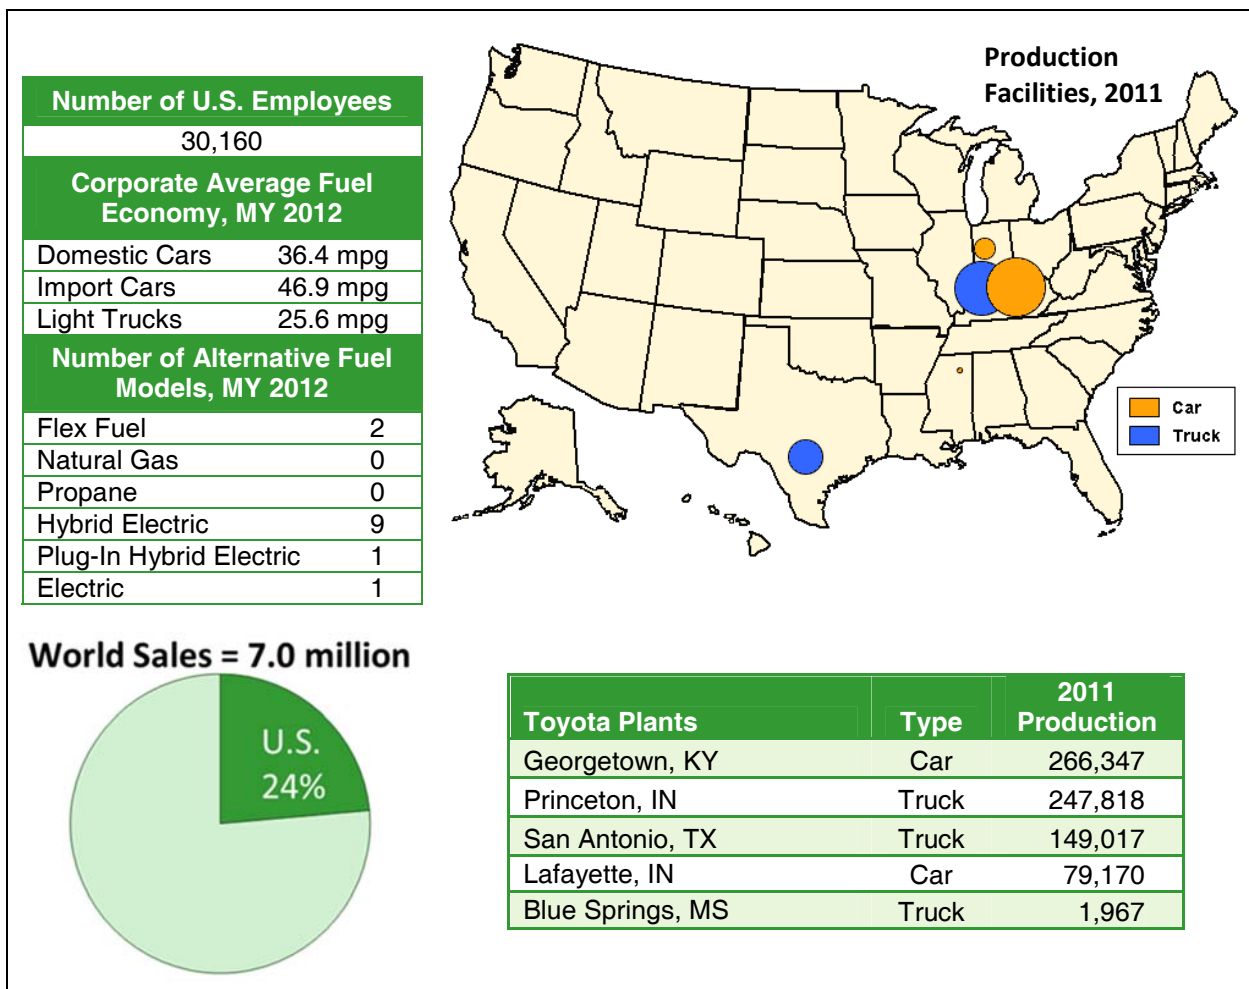 Number of U.S. Employees
30,160
Corporate Average Fuel
Economy, MY 2012
Domestic Cars 36.4 mpg
Import Cars 46.9 mpg
Light Trucks 25.6 mpg
Number of Alternative Fuel
Models, MY 2012
Flex Fuel 2
Natural Gas 0
Propane 0
Hybrid Electric 9
Plug-In Hybrid Electric 1
Electric 1
Production
Facilities, 2011
Car
Truck
World Sales = 7.0 million
U.S.
24%
2011
Toyota Plants Type Production
Georgetown, KY Car 266,347
Princeton, IN Truck 247,818
San Antonio, TX Truck 149,017
Lafayette, IN Car 79,170
Blue Springs, MS Truck 1,967